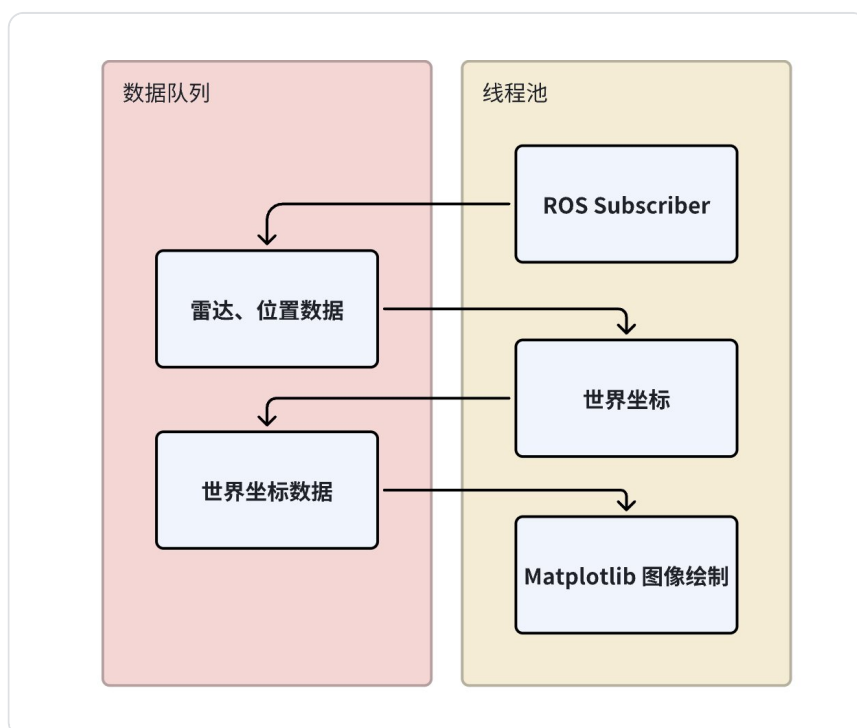 数据队列
线程池
ROS Subscriber
雷达、位置数据
世界坐标
世界坐标数据
Matplotlib 图像绘制